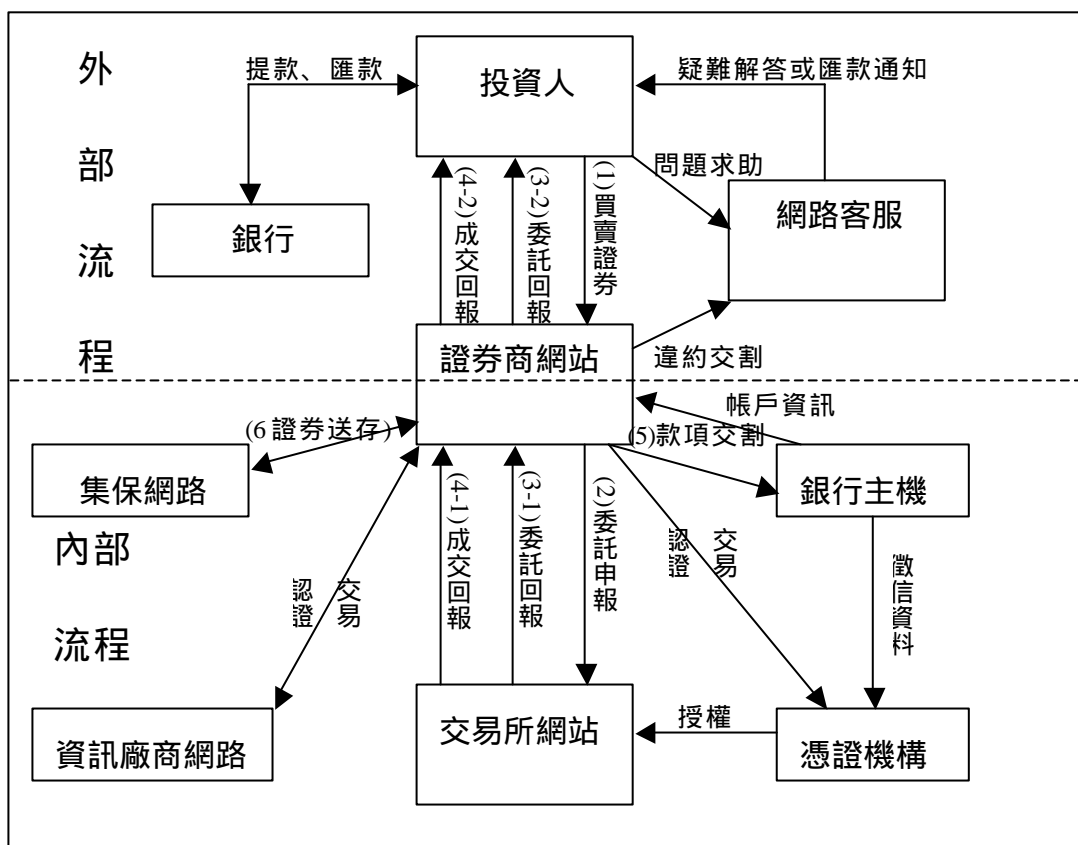 外部流程
提款、匯款
投資人
疑難解答或匯款通知
問題求助
銀行
網路客服
(4-2)成交回報
(3-2)委託回報
(1)買賣證券
證券商網站
違約交割
帳戶資訊
(6證券送存)
(5)款項交割
集保網路
銀行主機
內部
流程
(4-1)成交回報
(3-1)委託回報
(2)委託申報
交易
認證
交易
認證
徵信資料
資訊廠商網路
交易所網站
授權
憑證機構